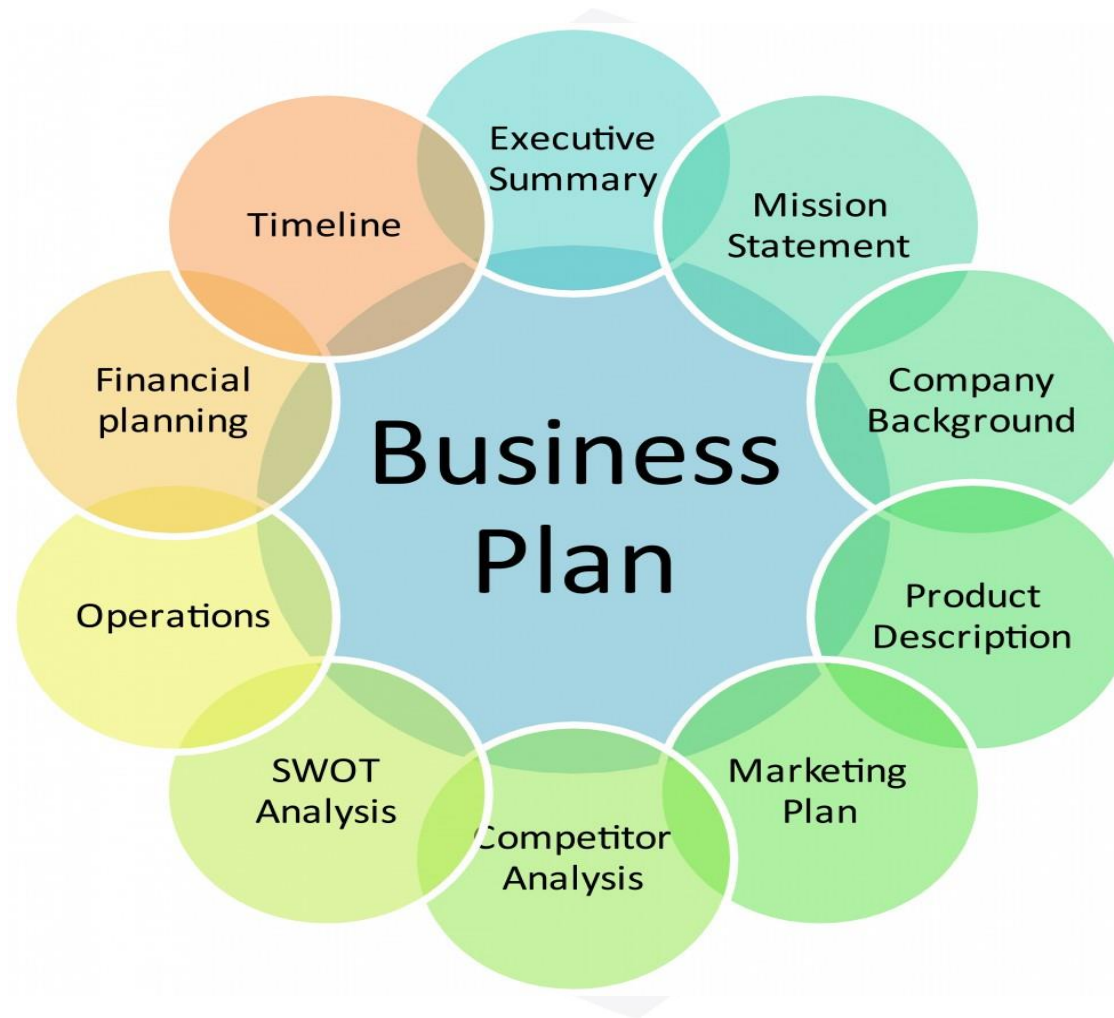 Business
Plan
Executive
Summary
Mission
Statement
Company
Background
Product
Description
Marketing
Plan
Competitor
Analysis
SWOT
Analysis
Operations
Financial
planning
Timeline